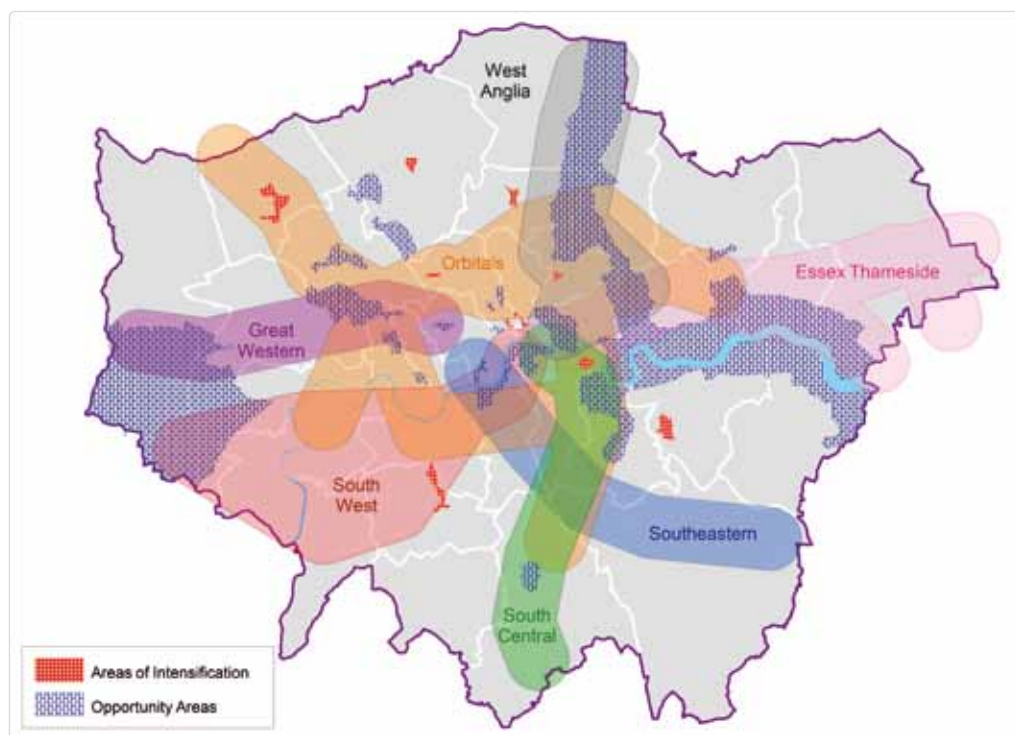 West
Anglia
Orbitals
Essex Thameside
Great
Western
South
West
Southeastern
South
Central
Areas of Intensification
Opportunity Areas